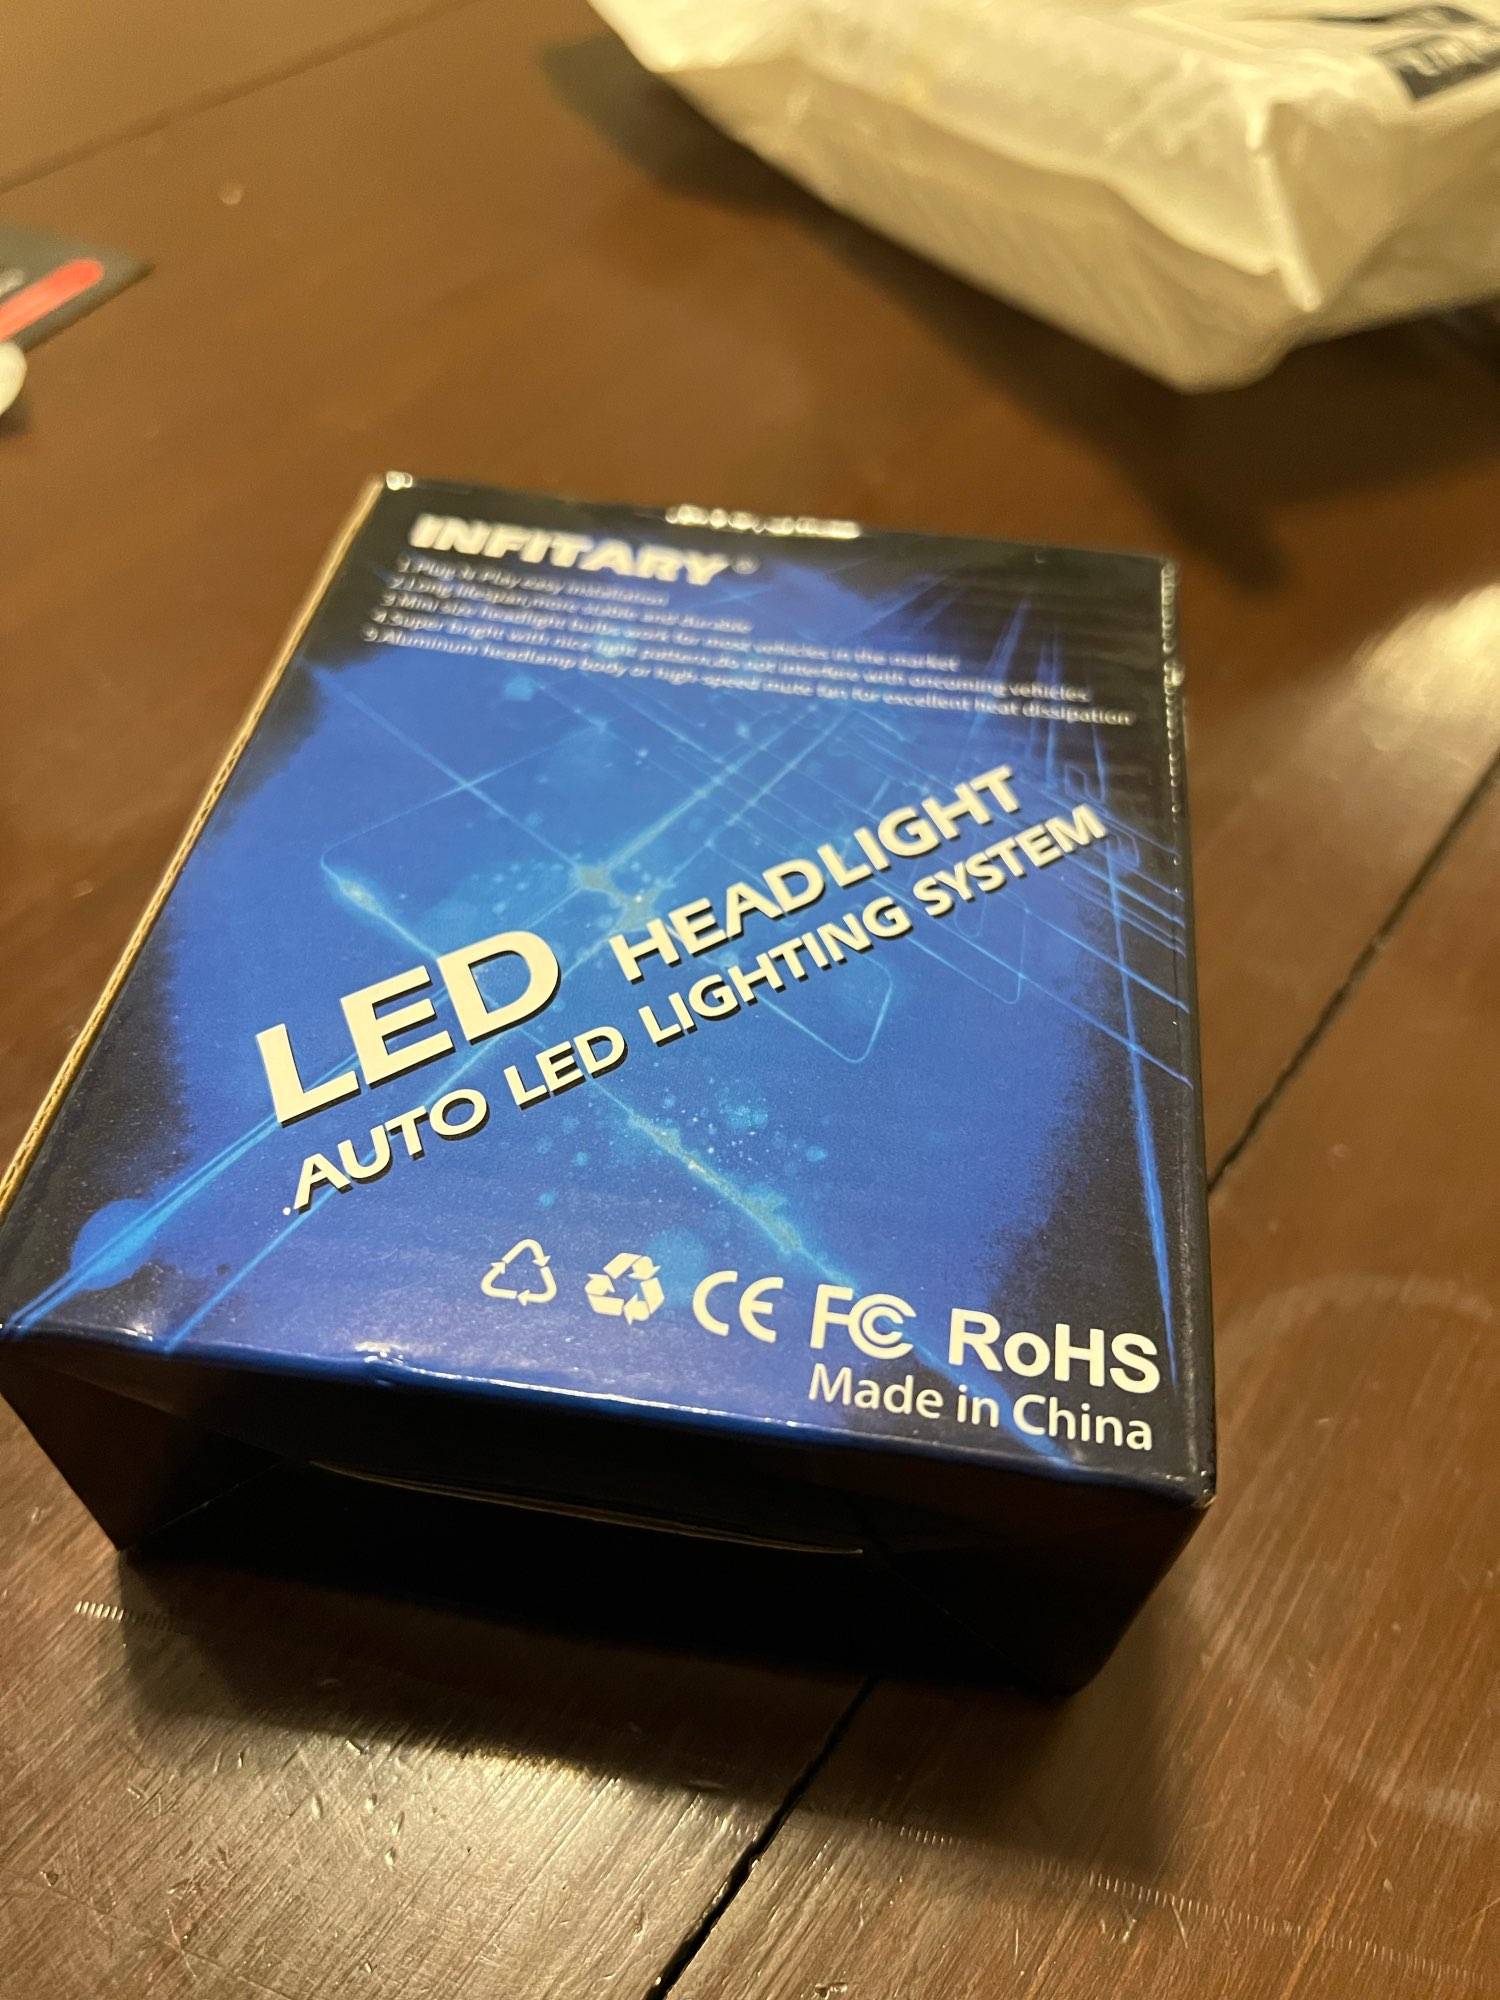 INFITARY®
1.Plug-N-Play easy installation
2.Long lifespan,more stable and durable
3.Mini size headlight bulbs work for most vehicles in the market
4.Super bright with nice light pattern,do not interfere with oncoming vehicles
5.Aluminum headlamp body or high-speed mute fan for excellent heat dissipation
LED HEADLIGHT
AUTO LED LIGHTING SYSTEM
CE FC RoHS
Made in China